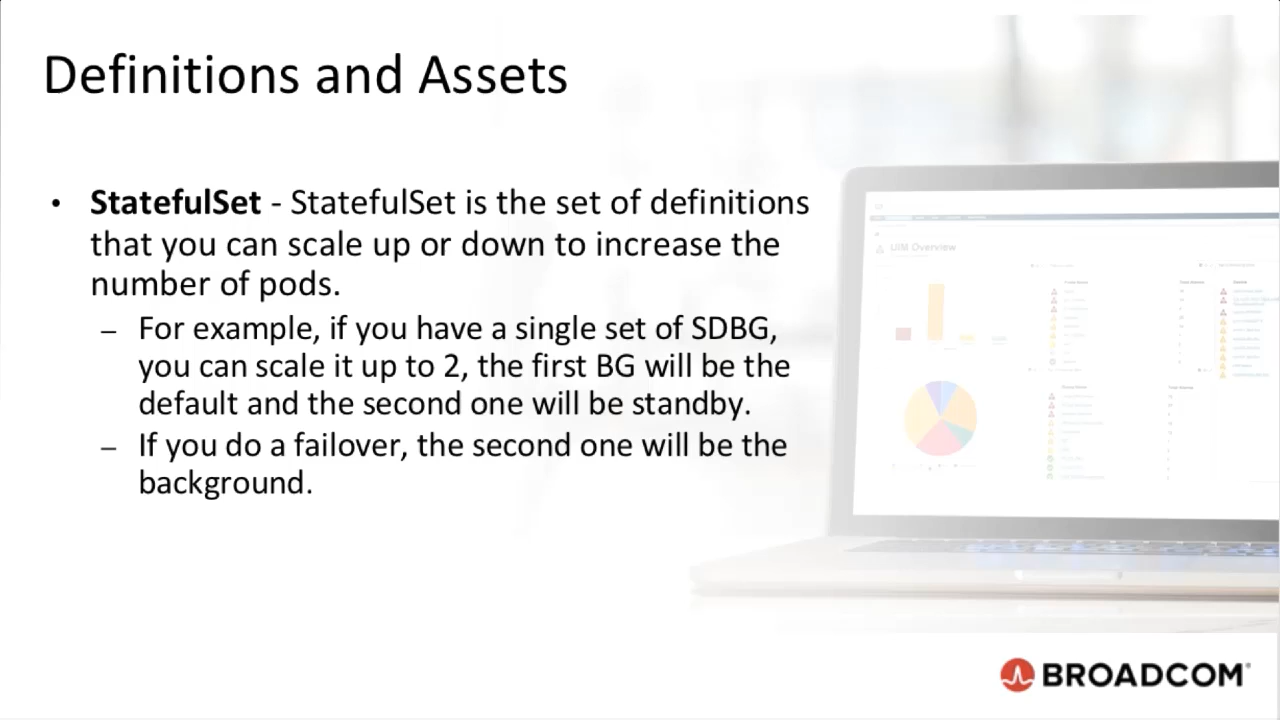 Definitions and Assets
• StatefulSet - StatefulSet is the set of definitions
that you can scale up or down to increase the
number of pods.
– For example, if you have a single set of SDBG,
you can scale it up to 2, the first BG will be the
default and the second one will be standby.
– If you do a failover, the second one will be the
background.
UIM Overview
BROADCOM®